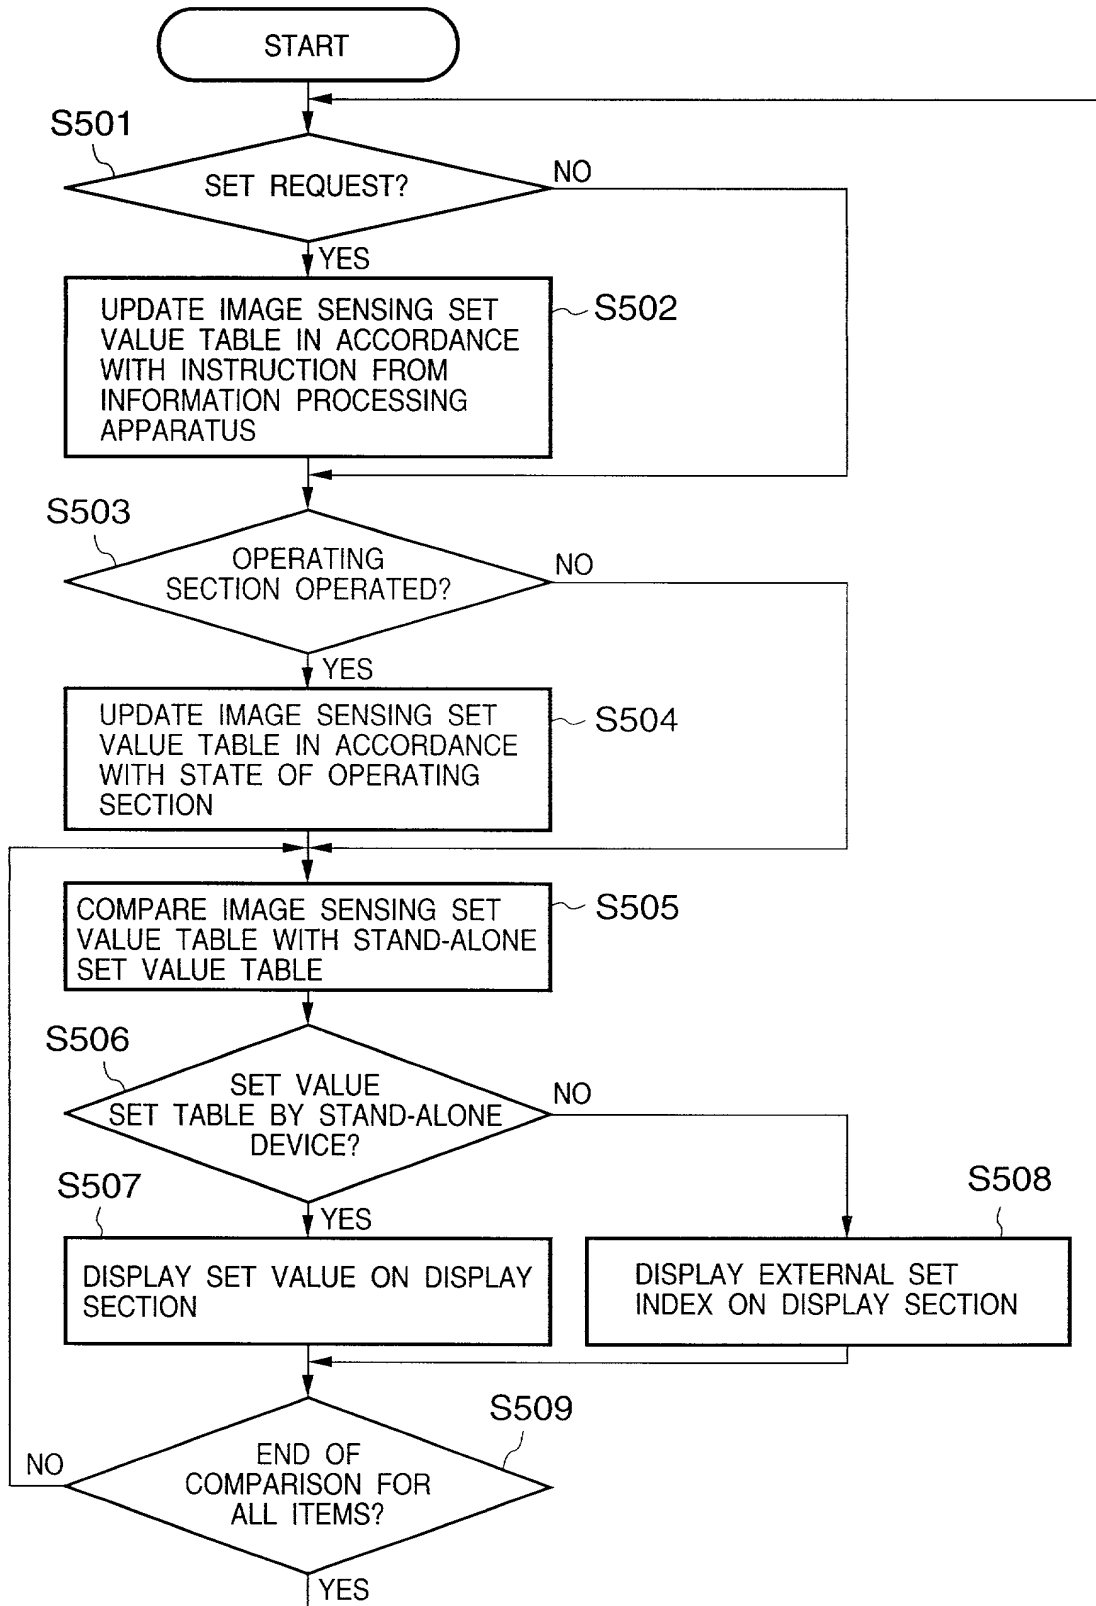 START
S501
SET REQUEST?
NO
YES
UPDATE IMAGE SENSING SET
VALUE TABLE IN ACCORDANCE
WITH INSTRUCTION FROM
INFORMATION PROCESSING
APPARATUS
S502
S503
OPERATING
SECTION OPERATED?
NO
YES
UPDATE IMAGE SENSING SET
VALUE TABLE IN ACCORDANCE
WITH STATE OF OPERATING
SECTION
S504
COMPARE IMAGE SENSING SET
VALUE TABLE WITH STAND-ALONE
SET VALUE TABLE
S505
S506
SET VALUE
SET TABLE BY STAND-ALONE
DEVICE?
NO
YES
S507
DISPLAY SET VALUE ON DISPLAY
SECTION
S508
DISPLAY EXTERNAL SET
INDEX ON DISPLAY SECTION
S509
END OF
COMPARISON FOR
ALL ITEMS?
NO
YES